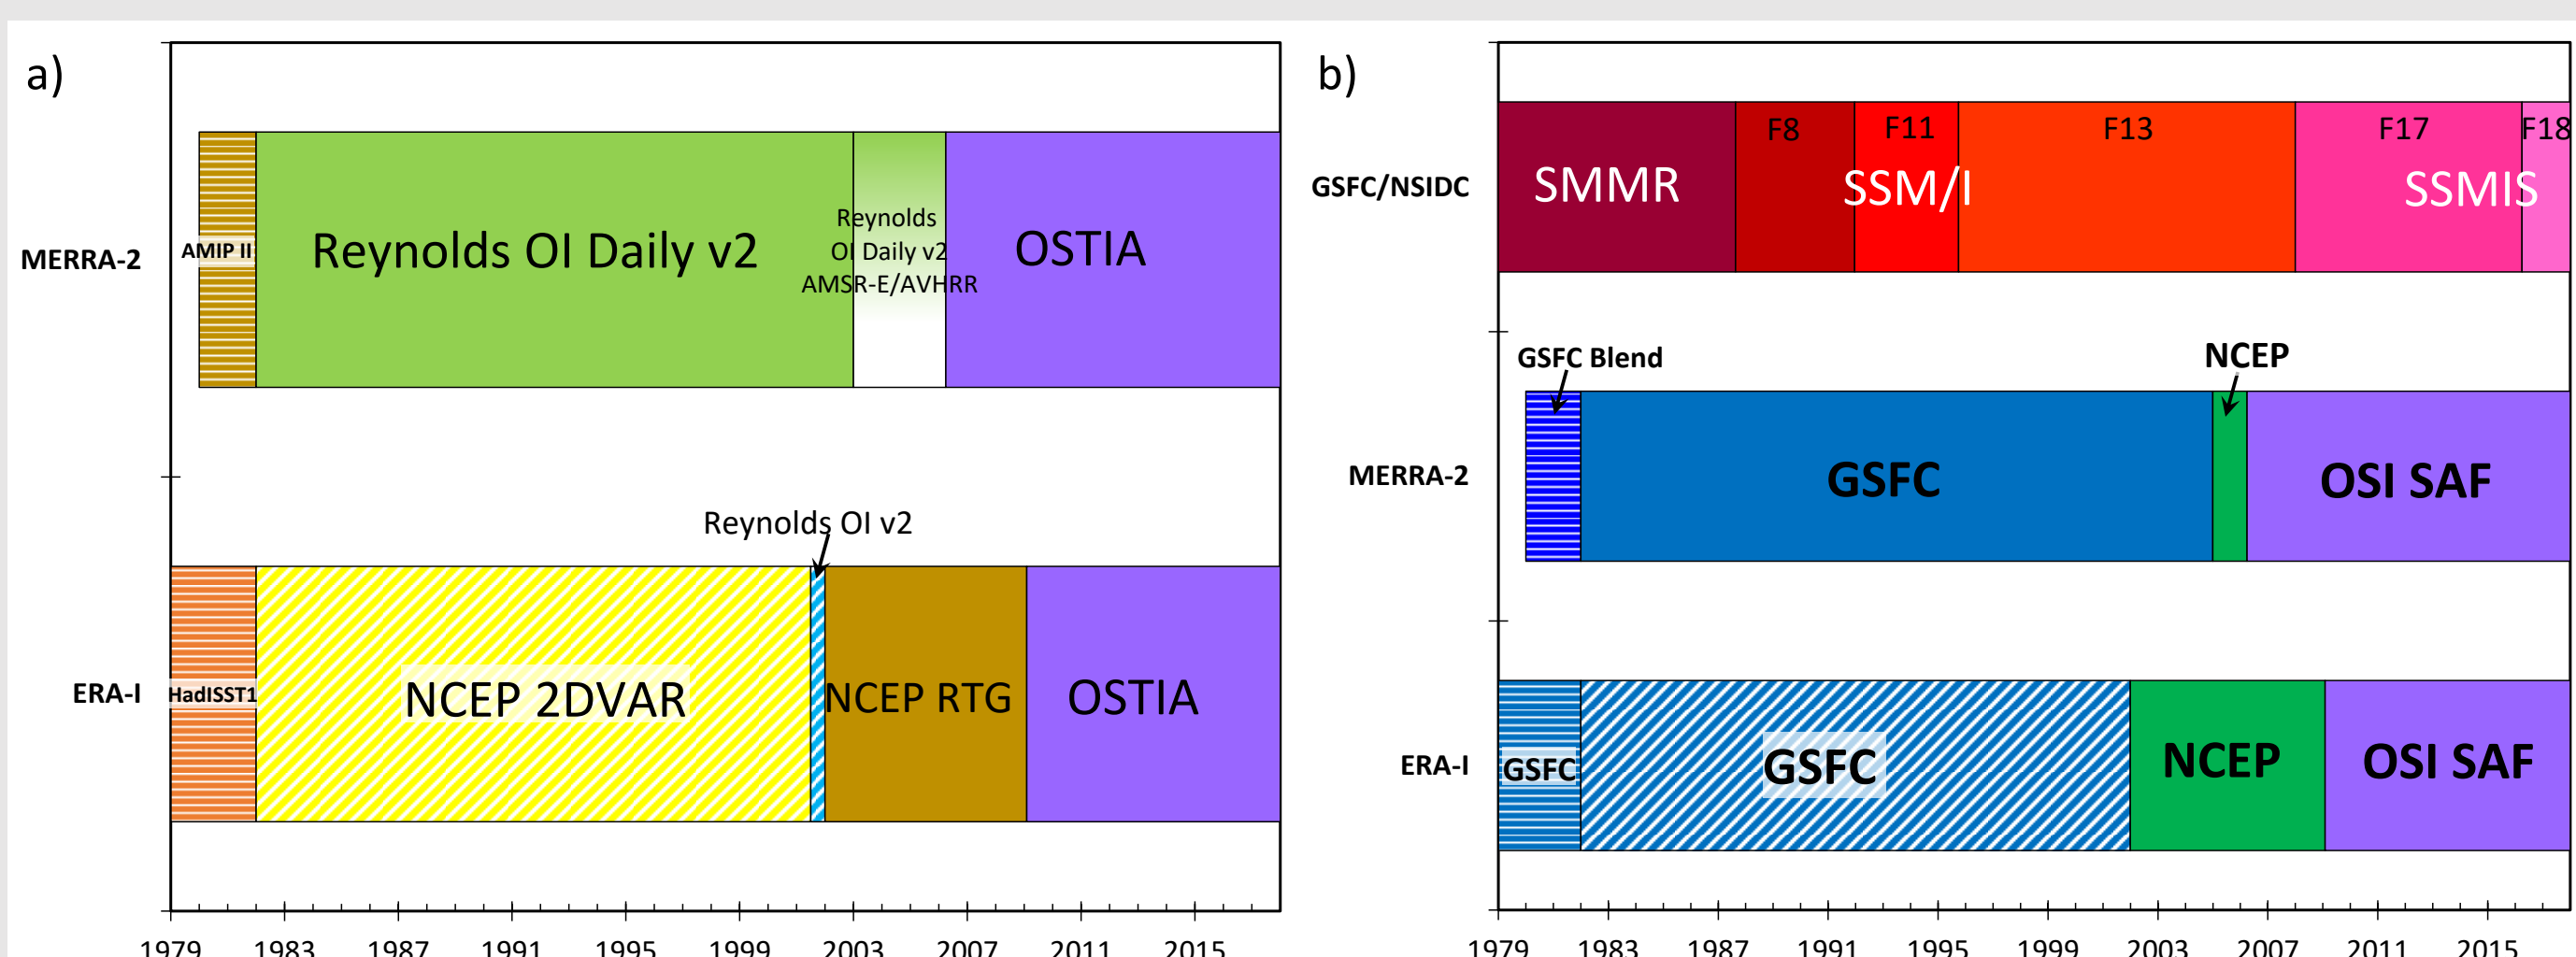 a)
MERRA-2
AMIP II
Reynolds OI Daily v2
Reynolds
OI Daily v2
AMSR-E/AVHRR
OSTIA
Reynolds OI v2
ERA-I
HadISST1
NCEP 2DVAR
NCEP RTG
OSTIA
1979 1983 1987 1991 1995 1999 2003 2007 2011 2015
b)
GSFC/NSIDC
F8 F11 F13 F17 F18
SMMR SSM/I SSMIS
GSFC Blend
NCEP
MERRA-2
GSFC
OSI SAF
ERA-I
GSFC
GSFC
NCEP
OSI SAF
1979 1983 1987 1991 1995 1999 2003 2007 2011 2015